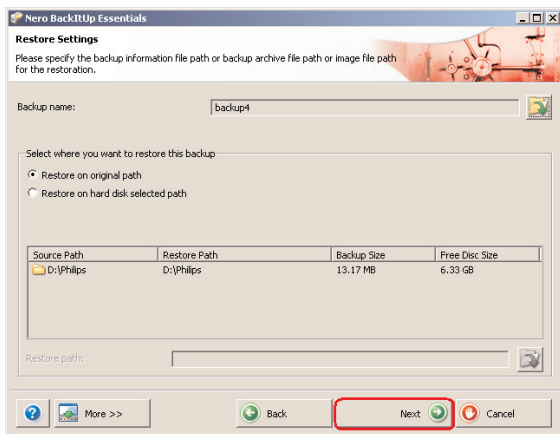 Nero BackItUp Essentials
Restore Settings
Please specify the backup information file path or backup archive file path or image file path
for the restoration.
Backup name:
backup4
Select where you want to restore this backup
Restore on original path
Restore on hard disk selected path
Source Path Restore Path Backup Size Free Disc Size
D:\Philips D:\Philips 13.17 MB 6.33 GB
Restore path:
More >> Back Next Cancel